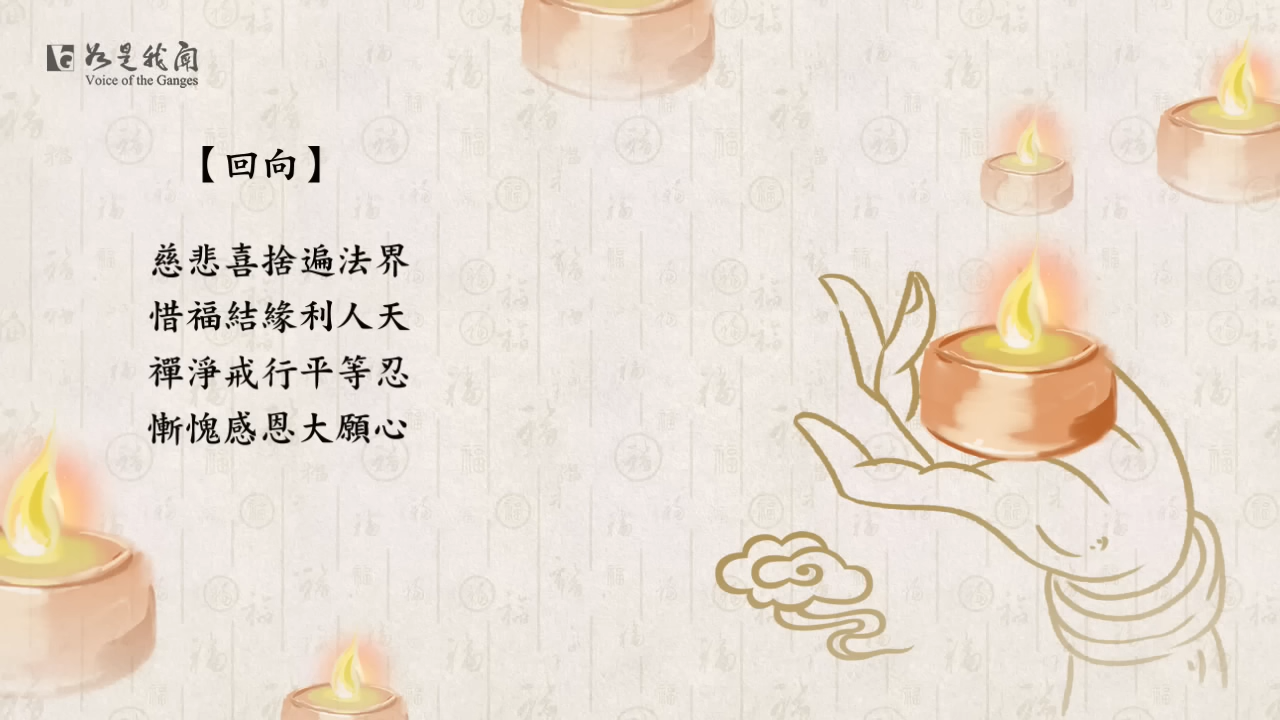 如是我闻
Voice of the Ganges
【回向】
慈悲喜捨遍法界
惜福結緣利人天
禪淨戒行平等忍
慚愧感恩大願心